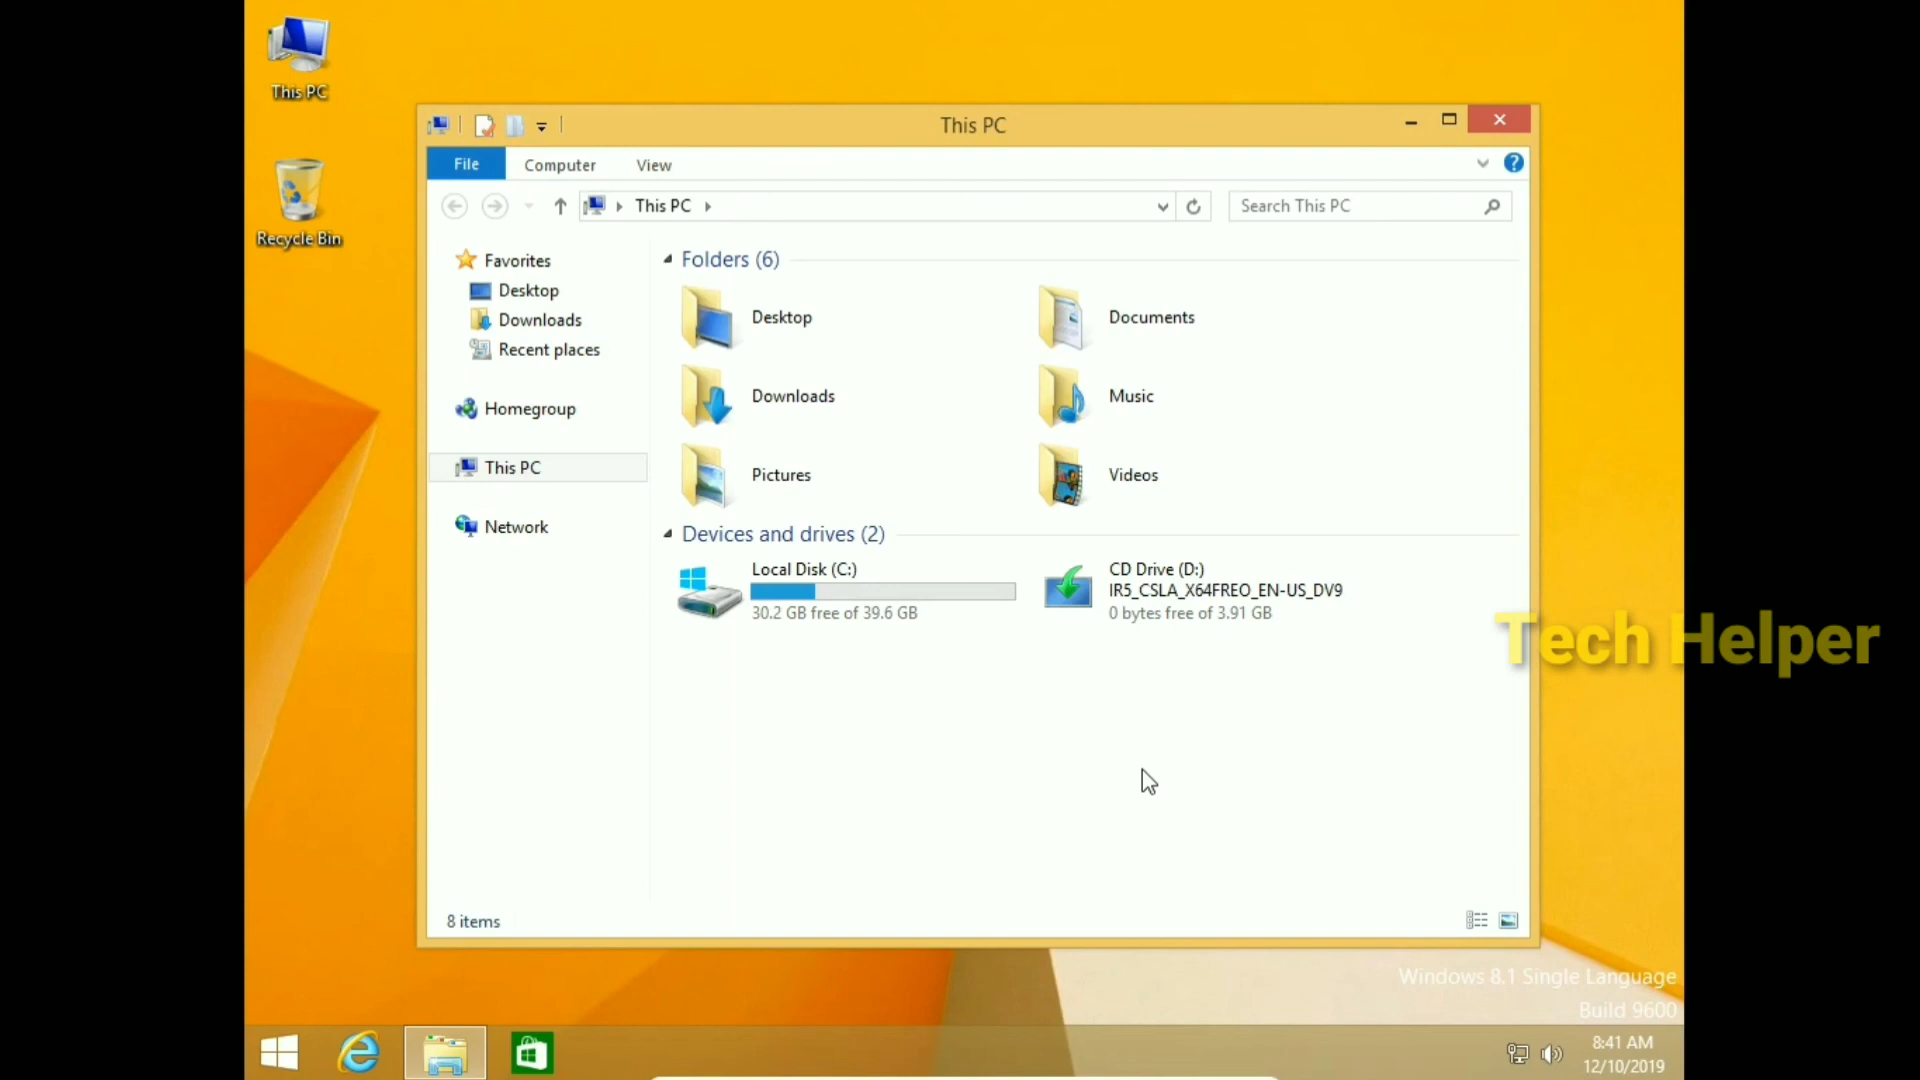 This PC
Recycle Bin
This PC
File
Computer
View
This PC
Search This PC
Favorites
Desktop
Downloads
Recent places
Homegroup
This PC
Network
Folders (6)
Desktop
Documents
Downloads
Music
Pictures
Videos
Devices and drives (2)
Local Disk (C:)
30.2 GB free of 39.6 GB
CD Drive (D:)
IR5_CSLA_X64FREO_EN-US_DV9
0 bytes free of 3.91 GB
Tech Helper
8 items
Windows 8.1 Single Language
Build 9600
8:41 AM
12/10/2019